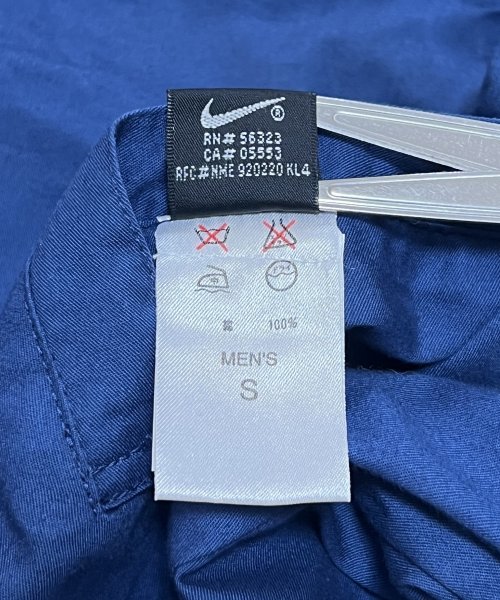 ®
RN# 56323
CA# 05553
RFC#NME 920220 KL4
100%
MEN'S
S